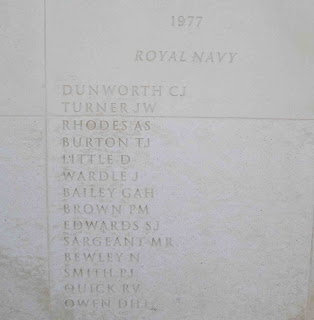 1977
ROYAL NAVY
DUNWORTH CJ
TURNER JW
RHODES AS
BURTON TJ
LITTLE D
WARDLE J
BAILEY GAH
BROWN PM
EDWARDS SJ
SARGEANT MR
BEWLEY N
SMITH PJ
QUICK RV
OWEN